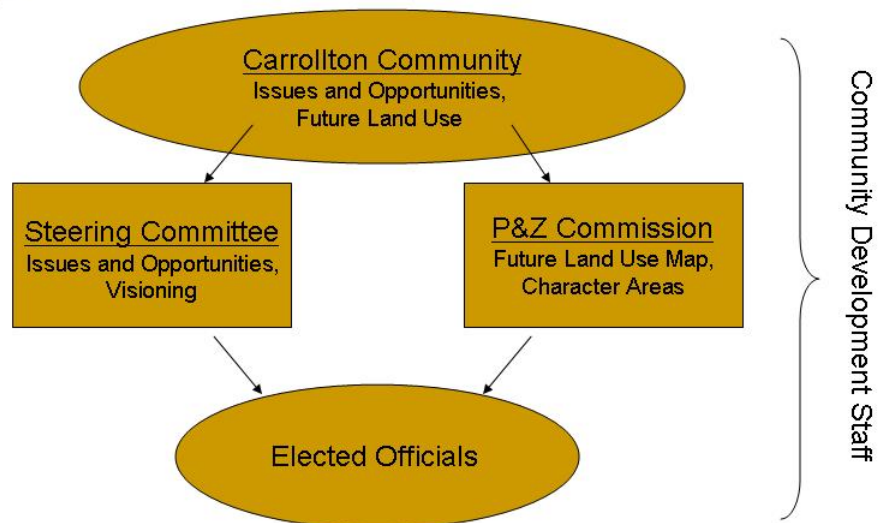 Carrollton Community
Issues and Opportunities,
Future Land Use
Steering Committee
Issues and Opportunities,
Visioning
P&Z Commission
Future Land Use Map,
Character Areas
Elected Officials
Community Development Staff